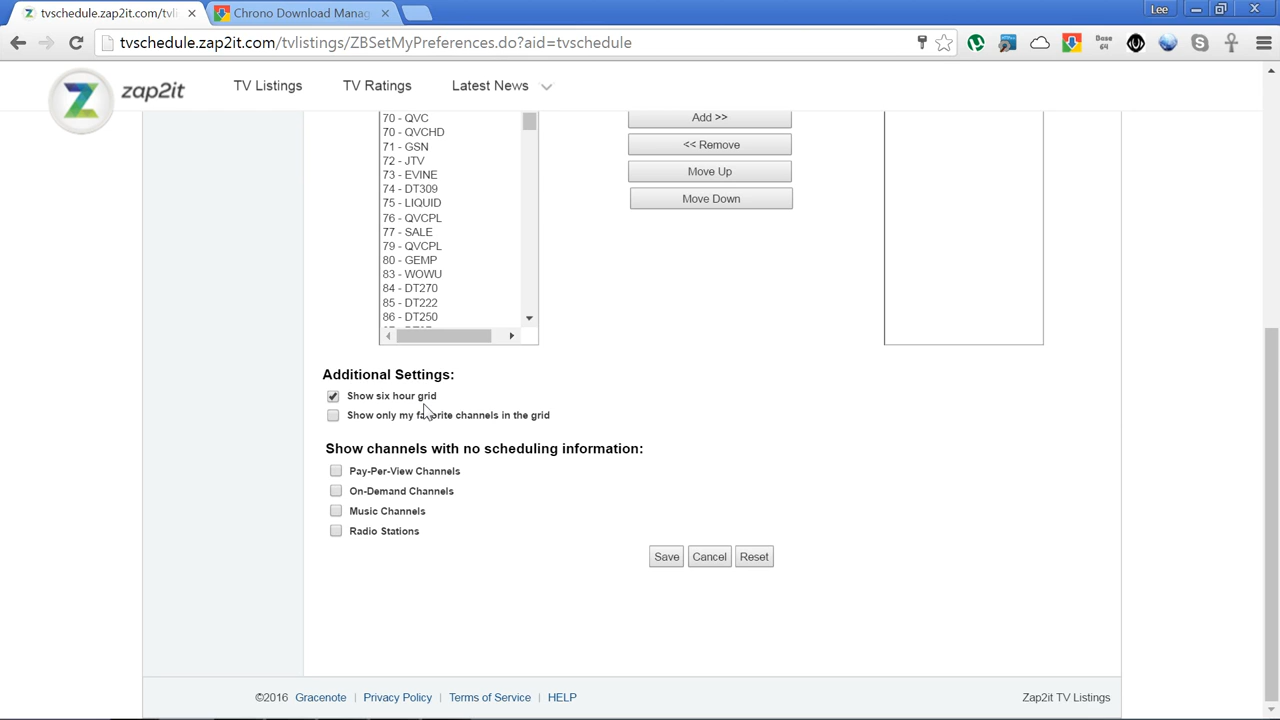 tvschedule.zap2it.com/tvli
Chrono Download Manag
Lee
tvschedule.zap2it.com/tvlistings/ZBSetMyPreferences.do?aid=tvschedule
Base
64
zap2it
TV Listings
TV Ratings
Latest News
70 - QVC
70 - QVCHD
71 - GSN
72 - JTV
73 - EVINE
74 - DT309
75 - LIQUID
76 - QVCPL
77 - SALE
79 - QVCPL
80 - GEMP
83 - WOWU
84 - DT270
85 - DT222
86 - DT250
Add >>
<< Remove
Move Up
Move Down
Additional Settings:
Show six hour grid
Show only my favorite channels in the grid
Show channels with no scheduling information:
Pay-Per-View Channels
On-Demand Channels
Music Channels
Radio Stations
Save Cancel Reset
©2016 Gracenote | Privacy Policy | Terms of Service | HELP
Zap2it TV Listings